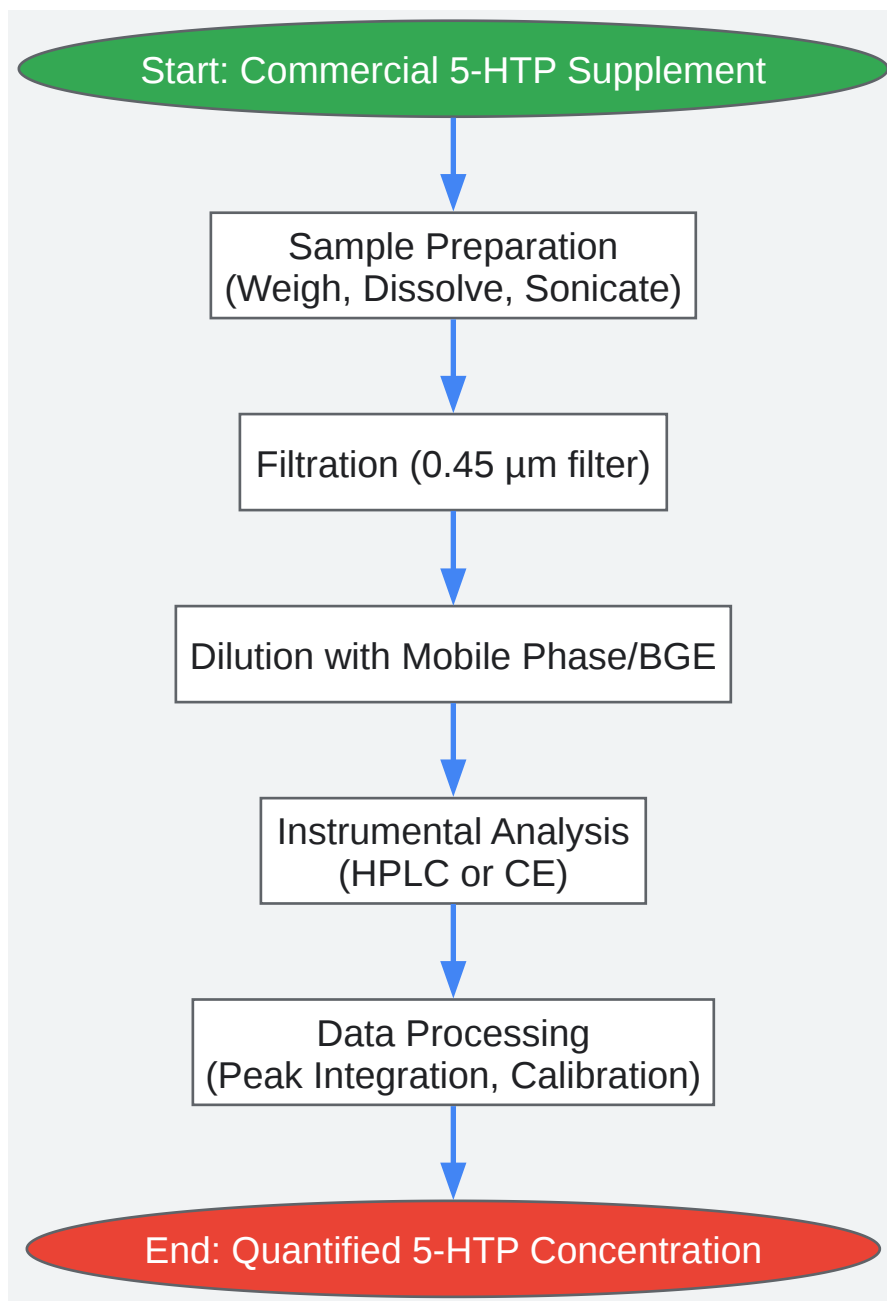 Start: Commercial 5-HTP Supplement
Sample Preparation
(Weigh, Dissolve, Sonicate)
Filtration (0.45 µm filter)
Dilution with Mobile Phase/BGE
Instrumental Analysis
(HPLC or CE)
Data Processing
(Peak Integration, Calibration)
End: Quantified 5-HTP Concentration